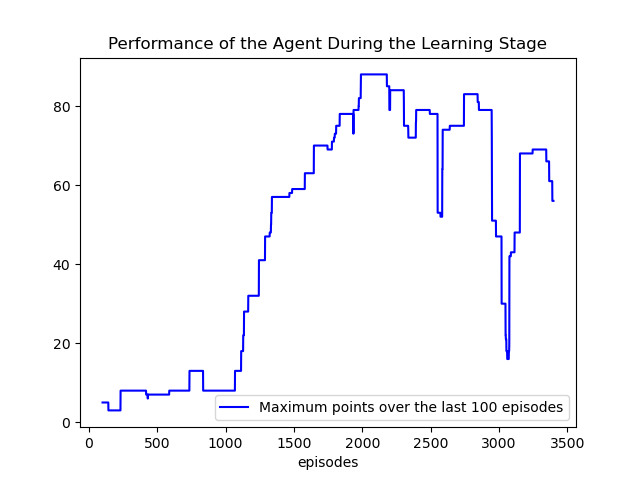 Performance of the Agent During the Learning Stage
80
60
40
20
0
Maximum points over the last 100 episodes
0 500 1000 1500 2000 2500 3000 3500
episodes